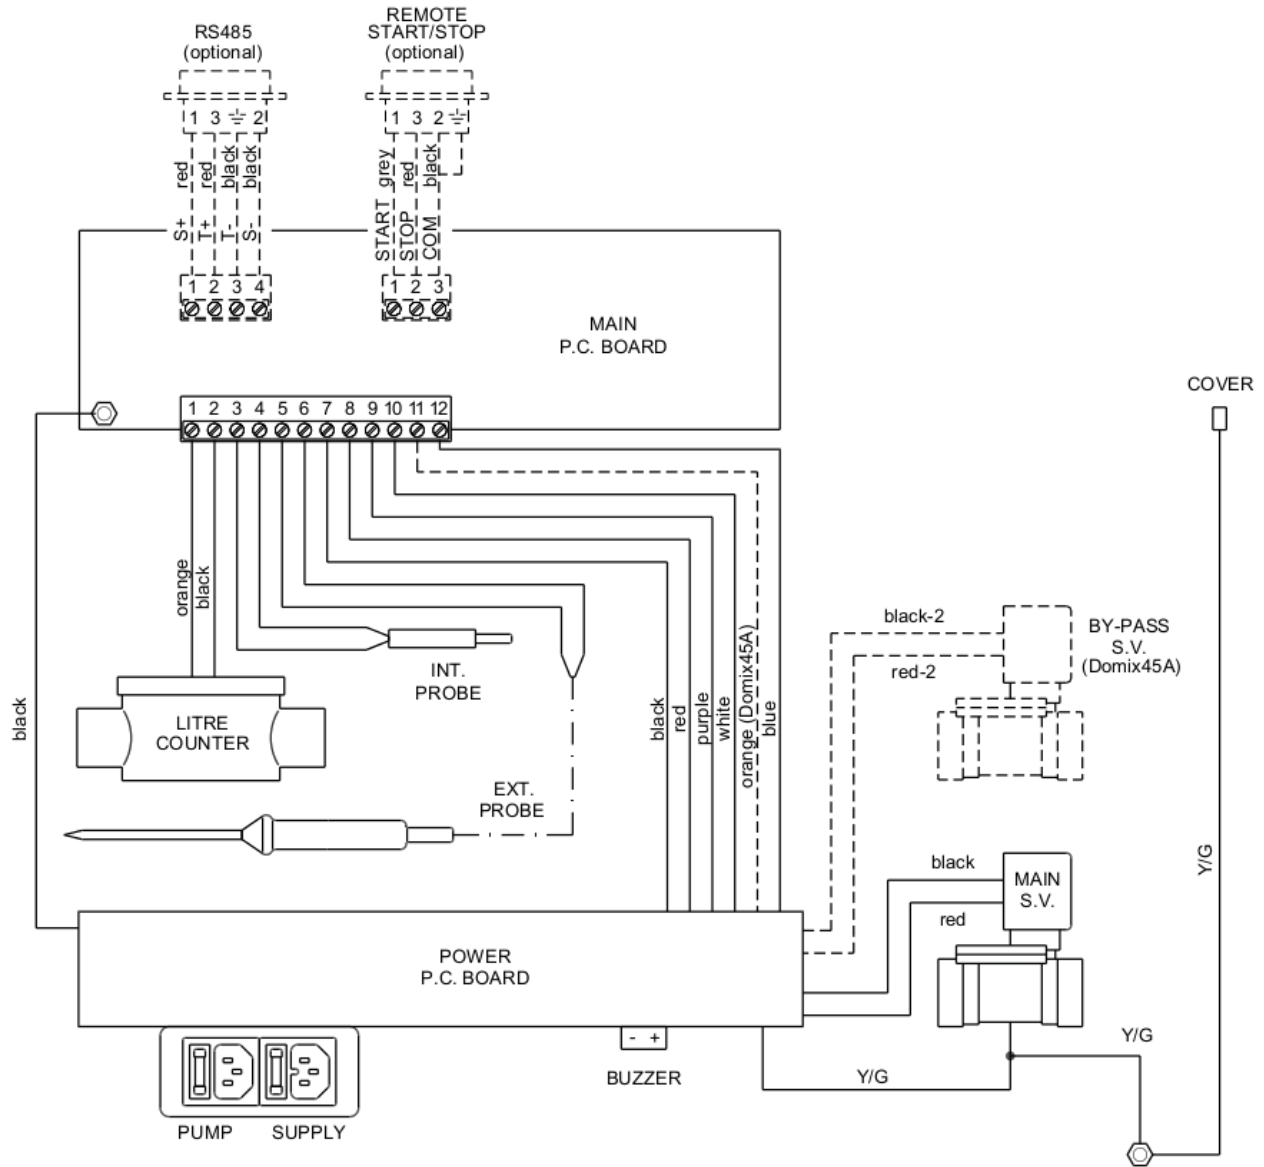 REMOTE
RS485 START/STOP
(optional) (optional)
1 3 2 1 3 2
red red black black grey red black
S+ T+ T- S- START STOP COM
1 2 3 4 1 2 3
MAIN
P.C. BOARD
COVER
1 2 3 4 5 6 7 8 9 10 11 12
orange
black
black-2
BY-PASS
S.V.
(Domix45A)
red-2
INT.
PROBE
black
LITRE
COUNTER
black
red
purple
white
orange (Domix45A)
blue
EXT.
PROBE
Y/G
black
MAIN
S.V.
red
POWER
P.C. BOARD
- +
BUZZER
Y/G
Y/G
PUMP SUPPLY